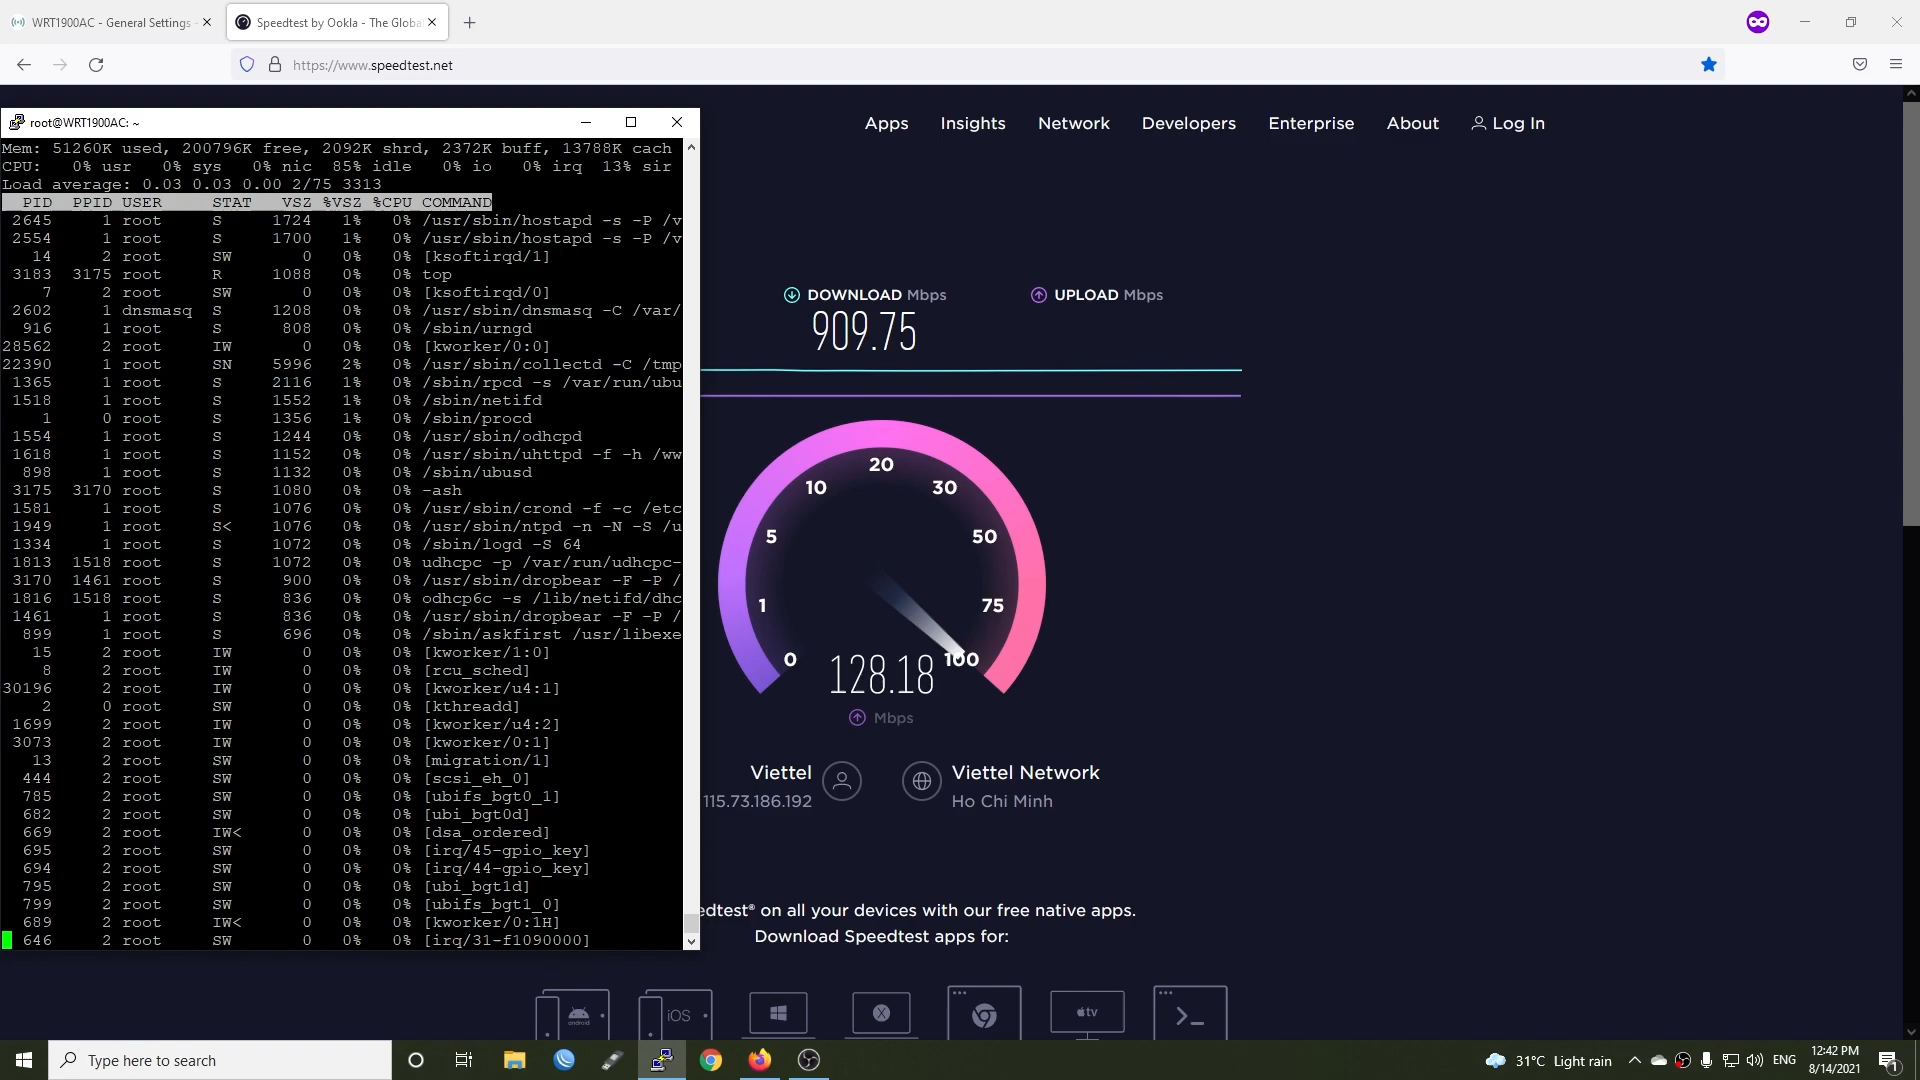 WRT1900AC - General Settings -
Speedtest by Ookla - The Globa
https://www.speedtest.net
root@WRT1900AC: ~
Mem: 51260K used, 200796K free, 2092K shrd, 2372K buff, 13788K cach
CPU:   0% usr   0% sys   0% nic  85% idle   0% io   0% irq  13% sir
Load average: 0.03 0.03 0.00 2/75 3313
PID  PPID USER     STAT   VSZ %VSZ %CPU COMMAND
2645     1 root     S     1724   1%   0% /usr/sbin/hostapd -s -P /v
2554     1 root     S     1700   1%   0% /usr/sbin/hostapd -s -P /v
14     2 root     SW       0   0%   0% [ksoftirqd/1]
3183  3175 root     R     1088   0%   0% top
7     2 root     SW       0   0%   0% [ksoftirqd/0]
2602     1 dnsmasq  S     1208   0%   0% /usr/sbin/dnsmasq -C /var/
916     1 root     S      808   0%   0% /sbin/urngd
28562     2 root     IW       0   0%   0% [kworker/0:0]
22390     1 root     SN    5996   2%   0% /usr/sbin/collectd -C /tmp
1365     1 root     S     2116   1%   0% /sbin/rpcd -s /var/run/ubu
1518     1 root     S     1552   1%   0% /sbin/netifd
1     0 root     S     1356   1%   0% /sbin/procd
1554     1 root     S     1244   0%   0% /usr/sbin/odhcpd
1618     1 root     S     1152   0%   0% /usr/sbin/uhttpd -f -h /ww
898     1 root     S     1132   0%   0% /sbin/ubusd
3175  3170 root     S     1080   0%   0% -ash
1581     1 root     S     1076   0%   0% /usr/sbin/crond -f -c /etc
1949     1 root     S<    1076   0%   0% /usr/sbin/ntpd -n -N -S /u
1334     1 root     S     1072   0%   0% /sbin/logd -S 64
1813  1518 root     S     1072   0%   0% udhcpc -p /var/run/udhcpc-
3170  1461 root     S      900   0%   0% /usr/sbin/dropbear -F -P /
1816  1518 root     S      836   0%   0% odhcp6c -s /lib/netifd/dhc
1461     1 root     S      836   0%   0% /usr/sbin/dropbear -F -P /
899     1 root     S      696   0%   0% /sbin/askfirst /usr/libexe
15     2 root     IW       0   0%   0% [kworker/1:0]
8     2 root     IW       0   0%   0% [rcu_sched]
30196     2 root     IW       0   0%   0% [kworker/u4:1]
2     0 root     SW       0   0%   0% [kthreadd]
1699     2 root     IW       0   0%   0% [kworker/u4:2]
3073     2 root     IW       0   0%   0% [kworker/0:1]
13     2 root     SW       0   0%   0% [migration/1]
444     2 root     SW       0   0%   0% [scsi_eh_0]
785     2 root     SW       0   0%   0% [ubifs_bgt0_1]
682     2 root     SW       0   0%   0% [ubi_bgt0d]
669     2 root     IW<      0   0%   0% [dsa_ordered]
695     2 root     SW       0   0%   0% [irq/45-gpio_key]
694     2 root     SW       0   0%   0% [irq/44-gpio_key]
795     2 root     SW       0   0%   0% [ubi_bgt1d]
799     2 root     SW       0   0%   0% [ubifs_bgt1_0]
689     2 root     IW<      0   0%   0% [kworker/0:1H]
646     2 root     SW       0   0%   0% [irq/31-f1090000]
Apps Insights Network Developers Enterprise About Log In
DOWNLOAD Mbps UPLOAD Mbps
909.75
20
10 30
5 50
1 75
0 128.18 100
Mbps
Viettel Viettel Network
115.73.186.192 Ho Chi Minh
edtest® on all your devices with our free native apps.
Download Speedtest apps for:
android iOS tv
Type here to search
31°C Light rain ENG 12:42 PM
8/14/2021
1